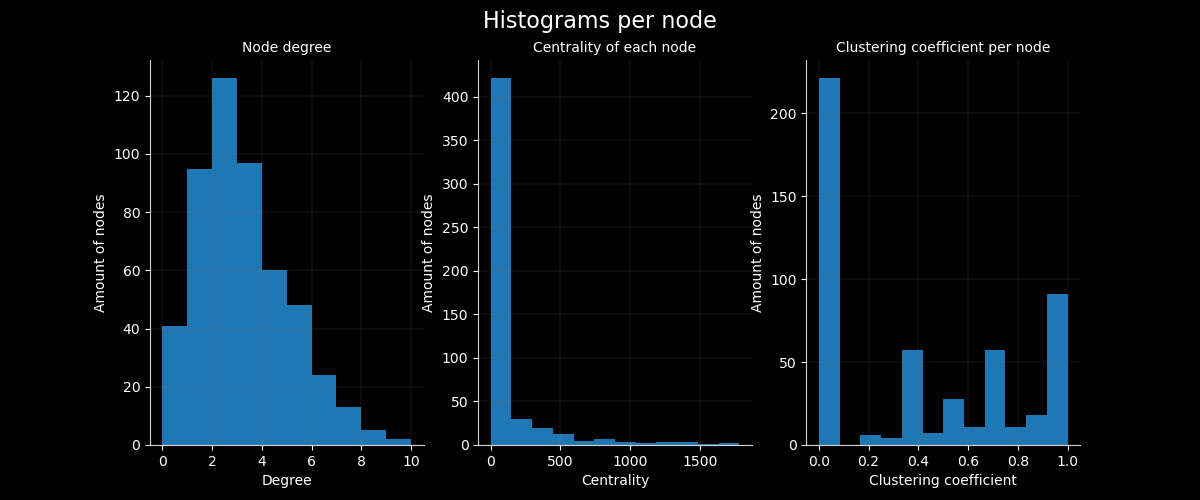 Histograms per node
Node degree
Amount of nodes
120
100
80
60
40
20
0
0 2 4 6 8 10
Degree
Centrality of each node
Amount of nodes
400
350
300
250
200
150
100
50
0
0 500 1000 1500
Centrality
Clustering coefficient per node
Amount of nodes
200
150
100
50
0
0.0 0.2 0.4 0.6 0.8 1.0
Clustering coefficient